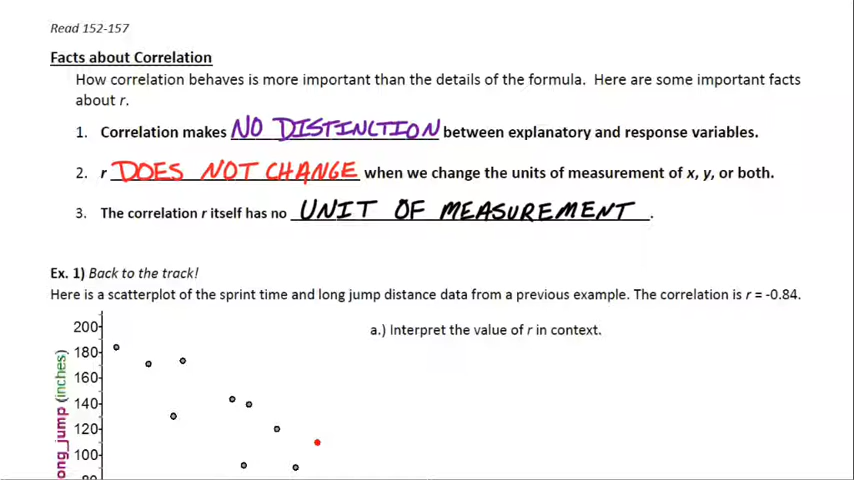 Read 152-157
Facts about Correlation
How correlation behaves is more important than the details of the formula. Here are some important facts
about r.
1. Correlation makes NO DISTINCTION between explanatory and response variables.
2. r DOES NOT CHANGE when we change the units of measurement of x, y, or both.
3. The correlation r itself has no UNIT OF MEASUREMENT.
Ex. 1) Back to the track!
Here is a scatterplot of the sprint time and long jump distance data from a previous example. The correlation is r = -0.84.
a.) Interpret the value of r in context.
200
180
160
140
120
100
80
ong_jump (inches)